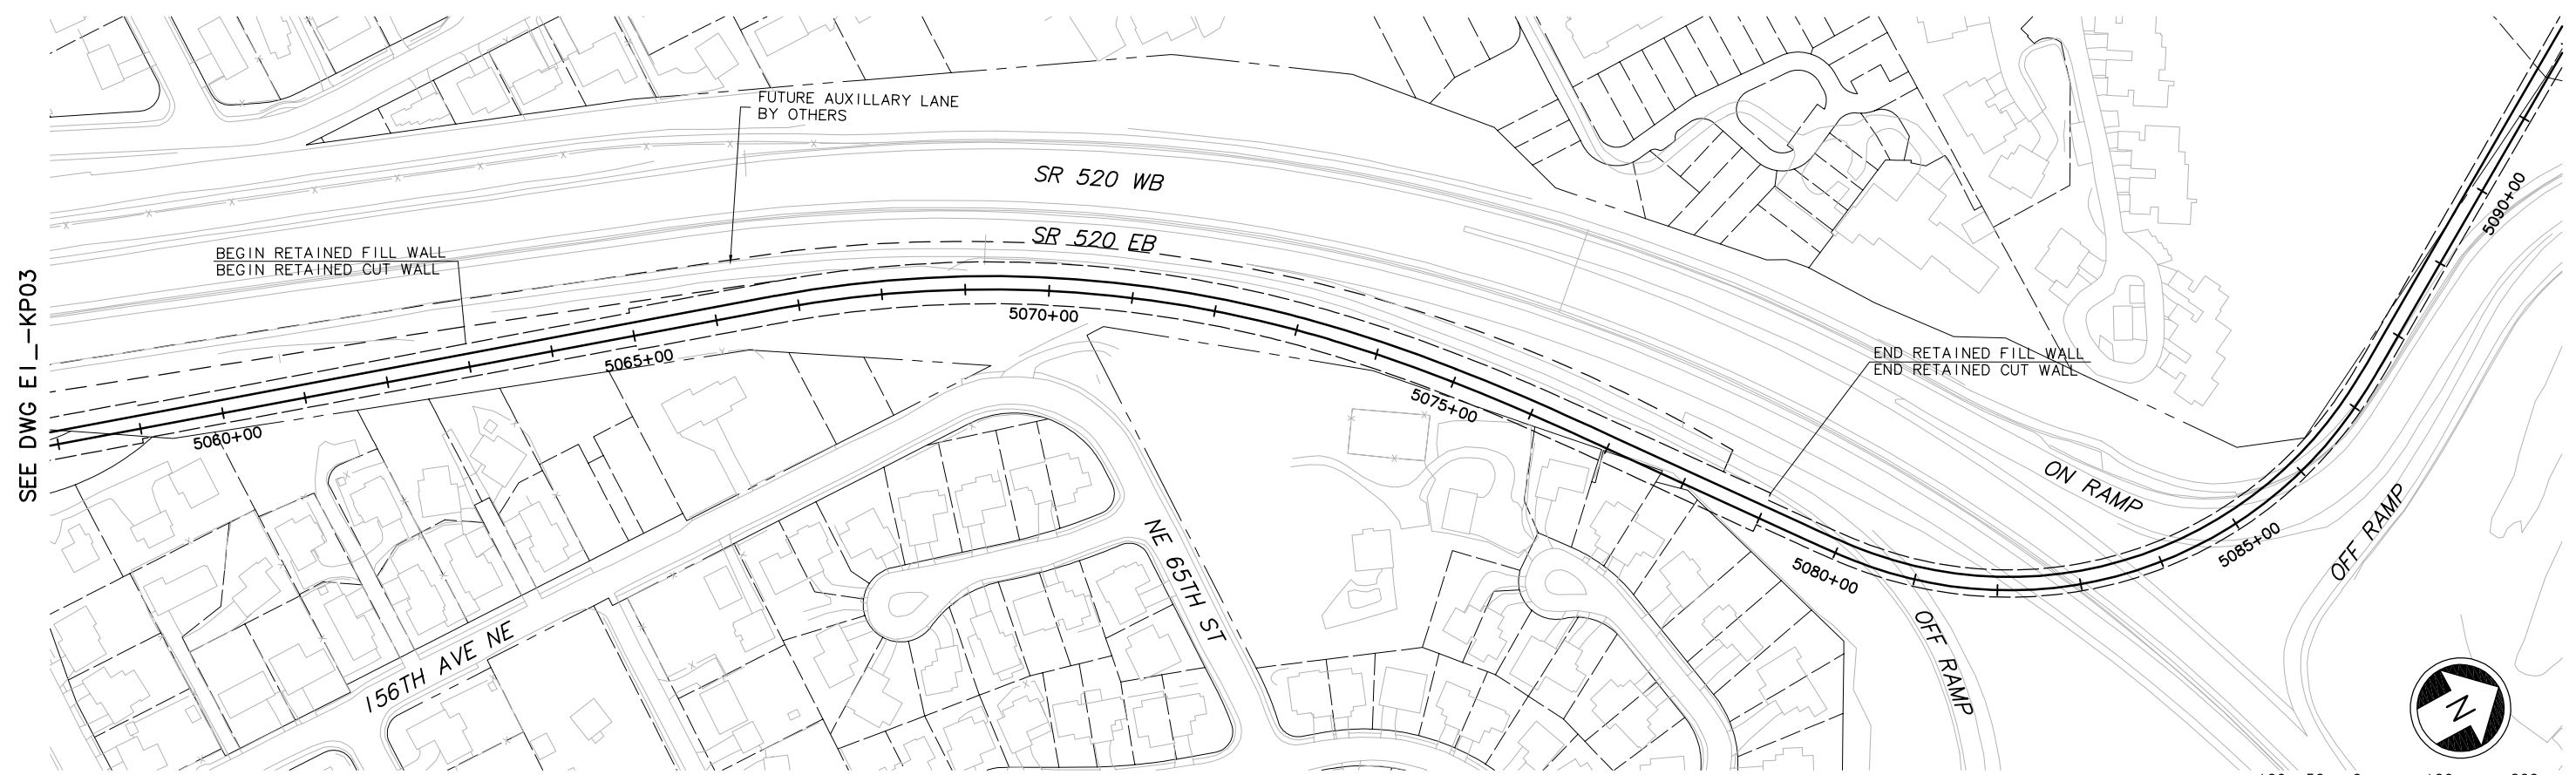 FUTURE AUXILLARY LANE
BY OTHERS
SR 520 WB
SR 520 EB
BEGIN RETAINED FILL WALL
BEGIN RETAINED CUT WALL
SEE DWG EI_-KP03
5060+00
5065+00
5070+00
5075+00
5080+00
5085+00
5090+00
END RETAINED FILL WALL
END RETAINED CUT WALL
ON RAMP
OFF RAMP
OFF RAMP
NE 65TH ST
156TH AVE NE
N